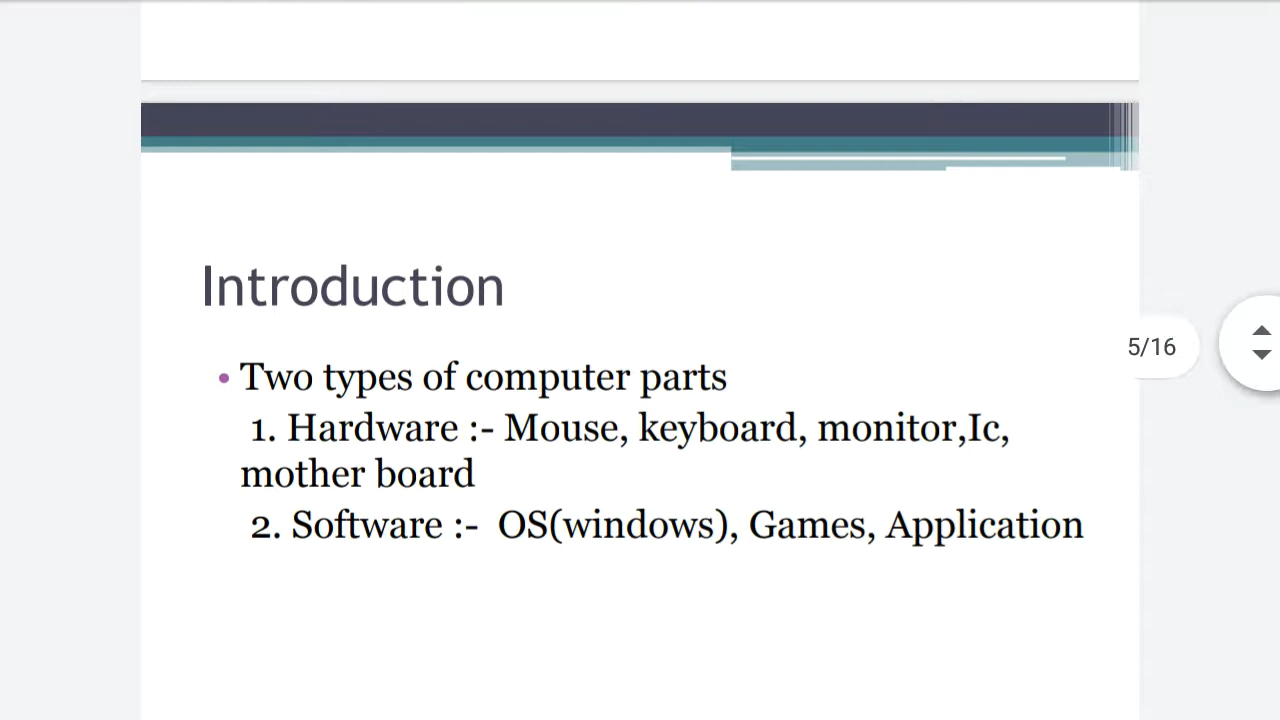 Introduction
• Two types of computer parts
1. Hardware :- Mouse, keyboard, monitor,Ic,
mother board
2. Software :- OS(windows), Games, Application
5/16